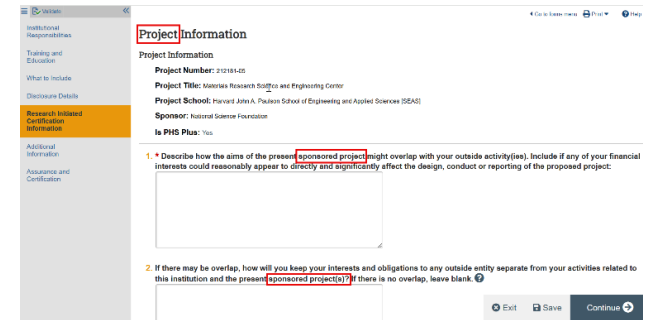 Validate
Go to forms menu Print Help
Institutional
Responsibilities
Training and
Education
What to Include
Disclosure Details
Research Initiated
Certification
Information
Additional
Information
Assurance and
Certification
Project Information
Project Information
Project Number: 212181-05
Project Title: Materials Research Science and Engineering Center
Project School: Harvard John A. Paulson School of Engineering and Applied Sciences [SEAS]
Sponsor: National Science Foundation
Is PHS Plus: Yes
1. * Describe how the aims of the present sponsored project might overlap with your outside activity(ies). Include if any of your financial
interests could reasonably appear to directly and significantly affect the design, conduct or reporting of the proposed project:
2. If there may be overlap, how will you keep your interests and obligations to any outside entity separate from your activities related to
this institution and the present sponsored project(s)? If there is no overlap, leave blank.
Exit Save Continue